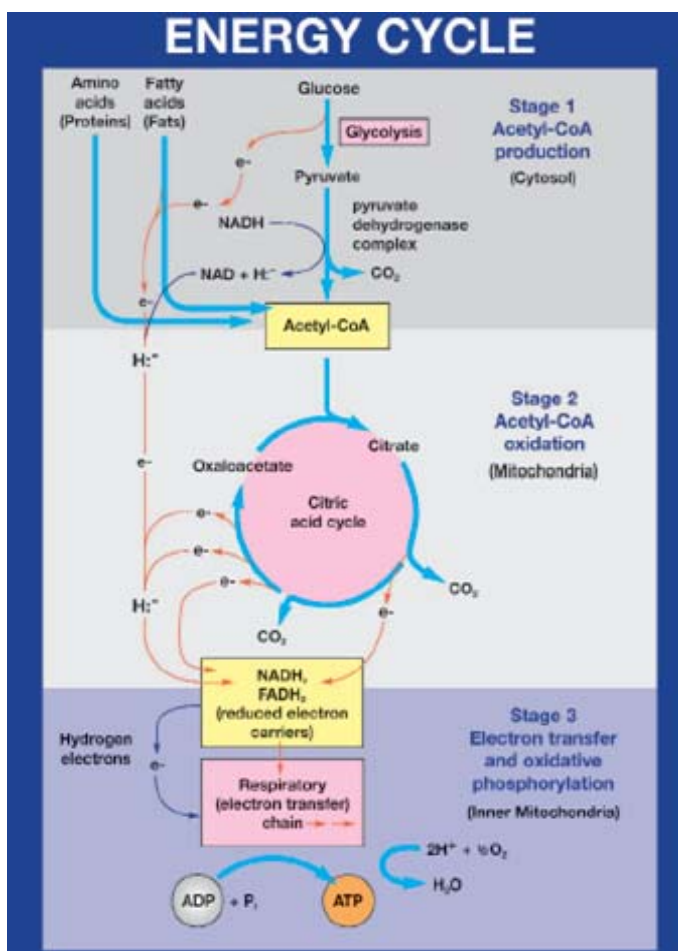 ENERGY CYCLE
Amino
acids
(Proteins)
Fatty
acids
(Fats)
Glucose
Glycolysis
Stage 1
Acetyl-CoA
production
(Cytosol)
e-
Pyruvate
e-
NADH
pyruvate
dehydrogenase
complex
NAD + H:⁻
CO₂
e-
Acetyl-CoA
H:⁻
Stage 2
Acetyl-CoA
oxidation
(Mitochondria)
Citrate
Oxaloacetate
e-
Citric
acid cycle
e-
e-
e-
CO₂
H:⁻
e-
CO₂
NADH,
FADH₂
(reduced electron
carriers)
Stage 3
Electron transfer
and oxidative
phosphorylation
(Inner Mitochondria)
Hydrogen
electrons
e-
Respiratory
(electron transfer)
chain
2H⁺ + ½O₂
H₂O
ADP + Pᵢ
ATP